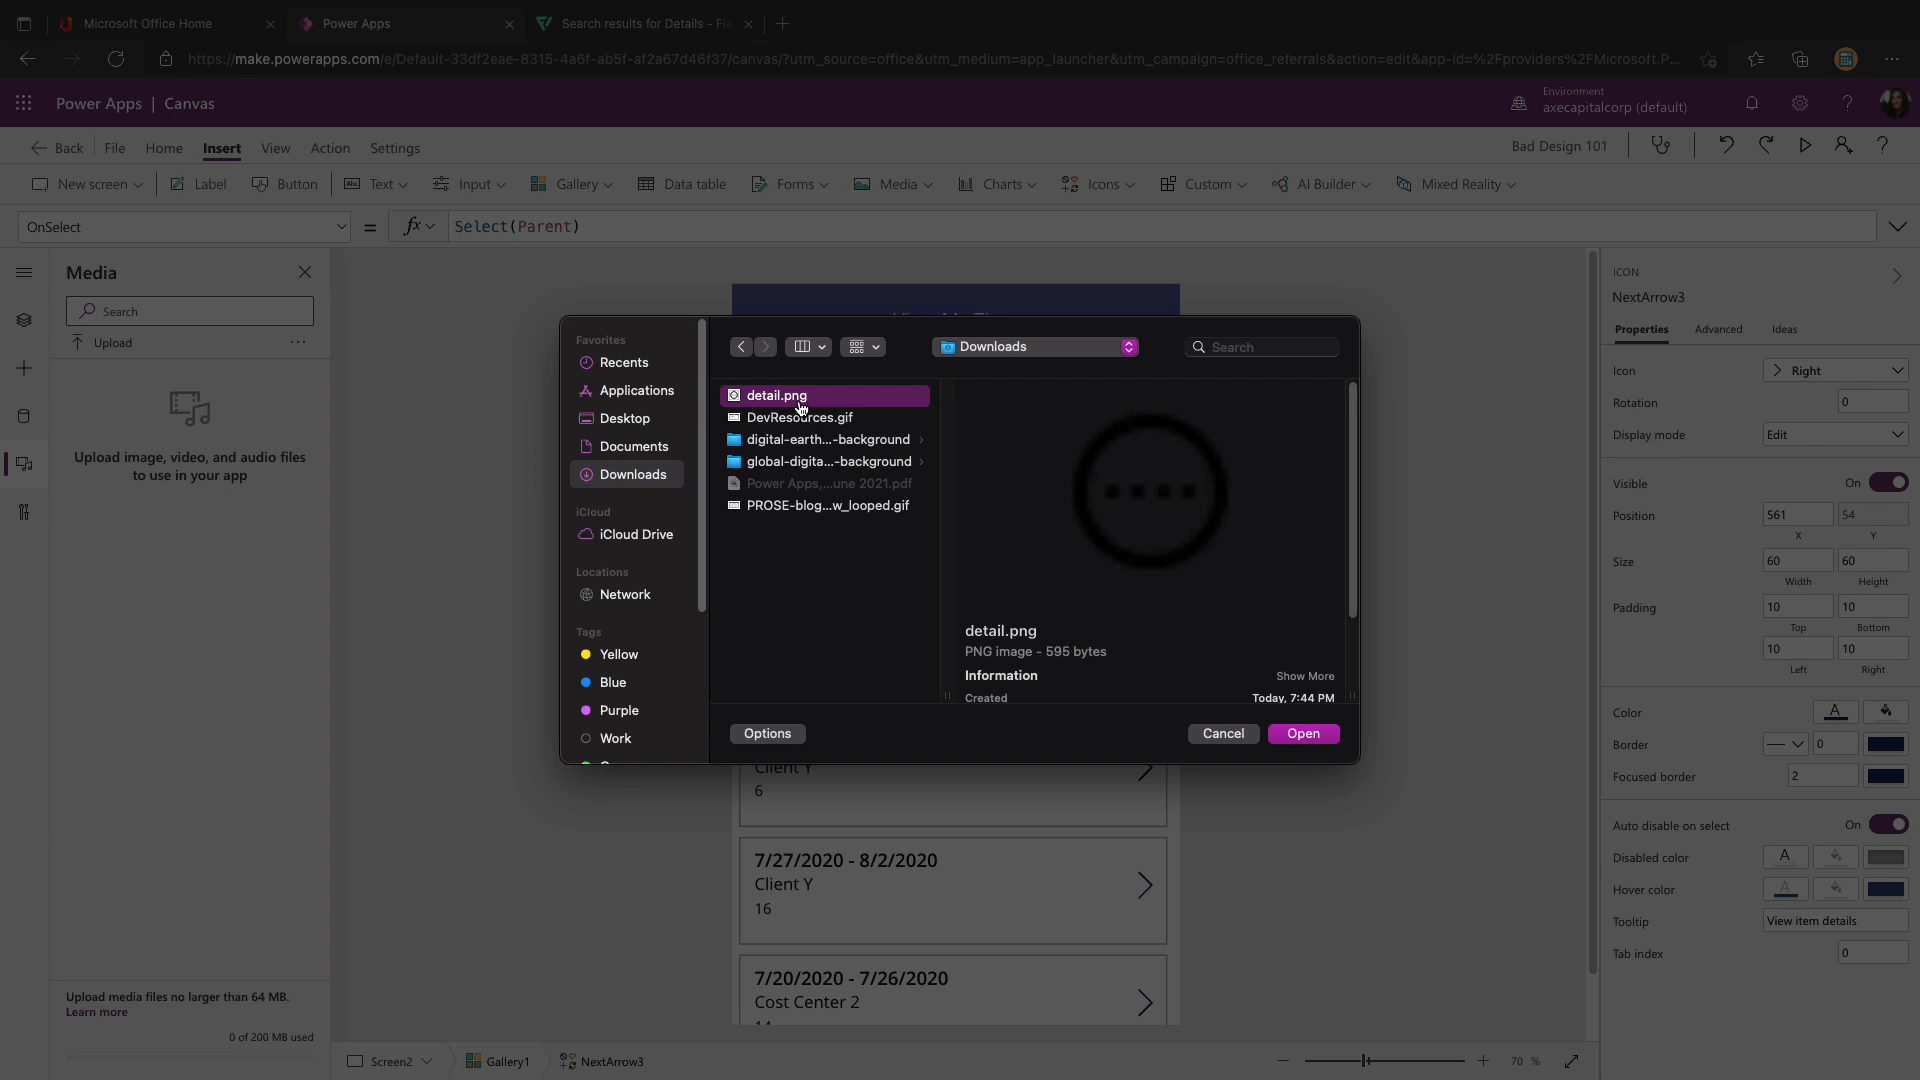 Microsoft Office Home
Power Apps
Search results for Details - Fl
https://make.powerapps.com/e/Default-33df2eae-8315-4a6f-ab5f-af2a67d46f37/canvas/?utm_source=office&utm_medium=app_launcher&utm_campaign=office_referrals&action=edit&app-id=%2Fproviders%2FMicrosoft.P...
Power Apps | Canvas
Environment
axecapitalcorp (default)
Back File Home Insert View Action Settings
Bad Design 101
New screen Label Button Text Input Gallery Data table Forms Media Charts Icons Custom AI Builder Mixed Reality
OnSelect = fx Select(Parent)
Media
Search
Upload
Upload image, video, and audio files
to use in your app
Upload media files no larger than 64 MB.
Learn more
0 of 200 MB used
Favorites
Recents
Applications
Desktop
Documents
Downloads
iCloud
iCloud Drive
Locations
Network
Tags
Yellow
Blue
Purple
Work
Downloads
Search
detail.png
DevResources.gif
digital-earth...-background
global-digita...-background
Power Apps,...une 2021.pdf
PROSE-blog...w_looped.gif
detail.png
PNG image - 595 bytes
Information Show More
Created Today, 7:44 PM
Options Cancel Open
Client Y
6
7/27/2020 - 8/2/2020
Client Y
16
7/20/2020 - 7/26/2020
Cost Center 2
14
Screen2 Gallery1 NextArrow3
70 %
ICON
NextArrow3
Properties Advanced Ideas
Icon Right
Rotation 0
Display mode Edit
Visible On
Position 561 54
X Y
Size 60 60
Width Height
Padding 10 10
Top Bottom
10 10
Left Right
Color
Border 0
Focused border 2
Auto disable on select On
Disabled color
Hover color
Tooltip View item details
Tab index 0